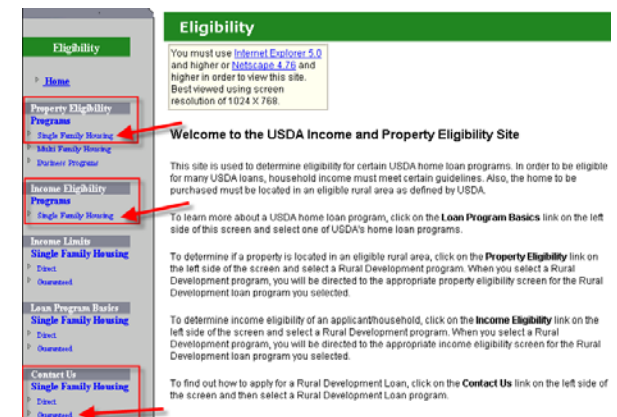 Eligibility
Eligibility
Home
Property Eligibility
Programs
Single Family Housing
Multi Family Housing
Partner Programs
Income Eligibility
Programs
Single Family Housing
Income Limits
Single Family Housing
Direct
Guaranteed
Loan Program Basics
Single Family Housing
Direct
Guaranteed
Contact Us
Single Family Housing
Direct
Guaranteed
You must use Internet Explorer 5.0
and higher or Netscape 4.76 and
higher in order to view this site.
Best viewed using screen
resolution of 1024 X 768.
Welcome to the USDA Income and Property Eligibility Site
This site is used to determine eligibility for certain USDA home loan programs. In order to be eligible
for many USDA loans, household income must meet certain guidelines. Also, the home to be
purchased must be located in an eligible rural area as defined by USDA.
To learn more about a USDA home loan program, click on the Loan Program Basics link on the left
side of this screen and select one of USDA's home loan programs.
To determine if a property is located in an eligible rural area, click on the Property Eligibility link on
the left side of the screen and select a Rural Development program. When you select a Rural
Development program, you will be directed to the appropriate property eligibility screen for the Rural
Development loan program you selected.
To determine income eligibility of an applicant/household, click on the Income Eligibility link on the
left side of the screen and select a Rural Development program. When you select a Rural
Development program, you will be directed to the appropriate income eligibility screen for the Rural
Development loan program you selected.
To find out how to apply for a Rural Development Loan, click on the Contact Us link on the left side of
the screen and then select a Rural Development Loan program.